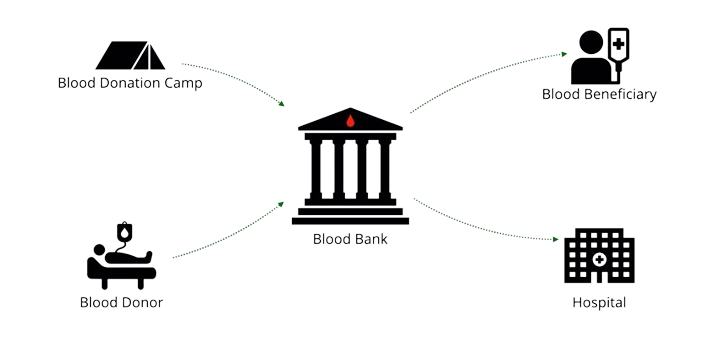 Blood Donation Camp
Blood Beneficiary
Blood Bank
Blood Donor
Hospital